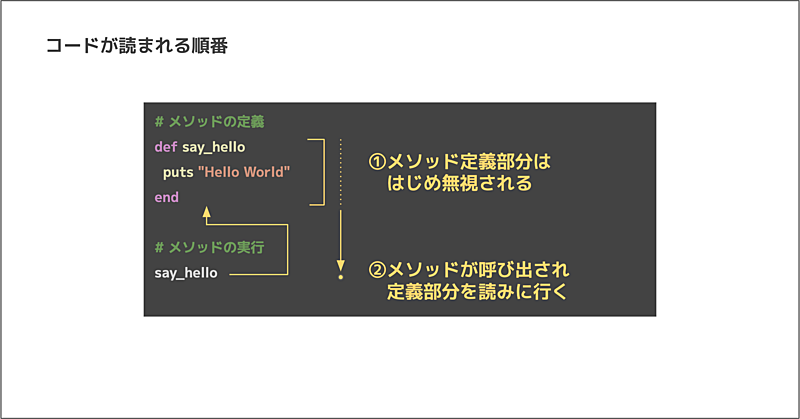 コードが読まれる順番
# メソッドの定義
def say_hello
puts "Hello World"
end
# メソッドの実行
say_hello
①メソッド定義部分は
はじめ無視される
②メソッドが呼び出され
定義部分を読みに行く